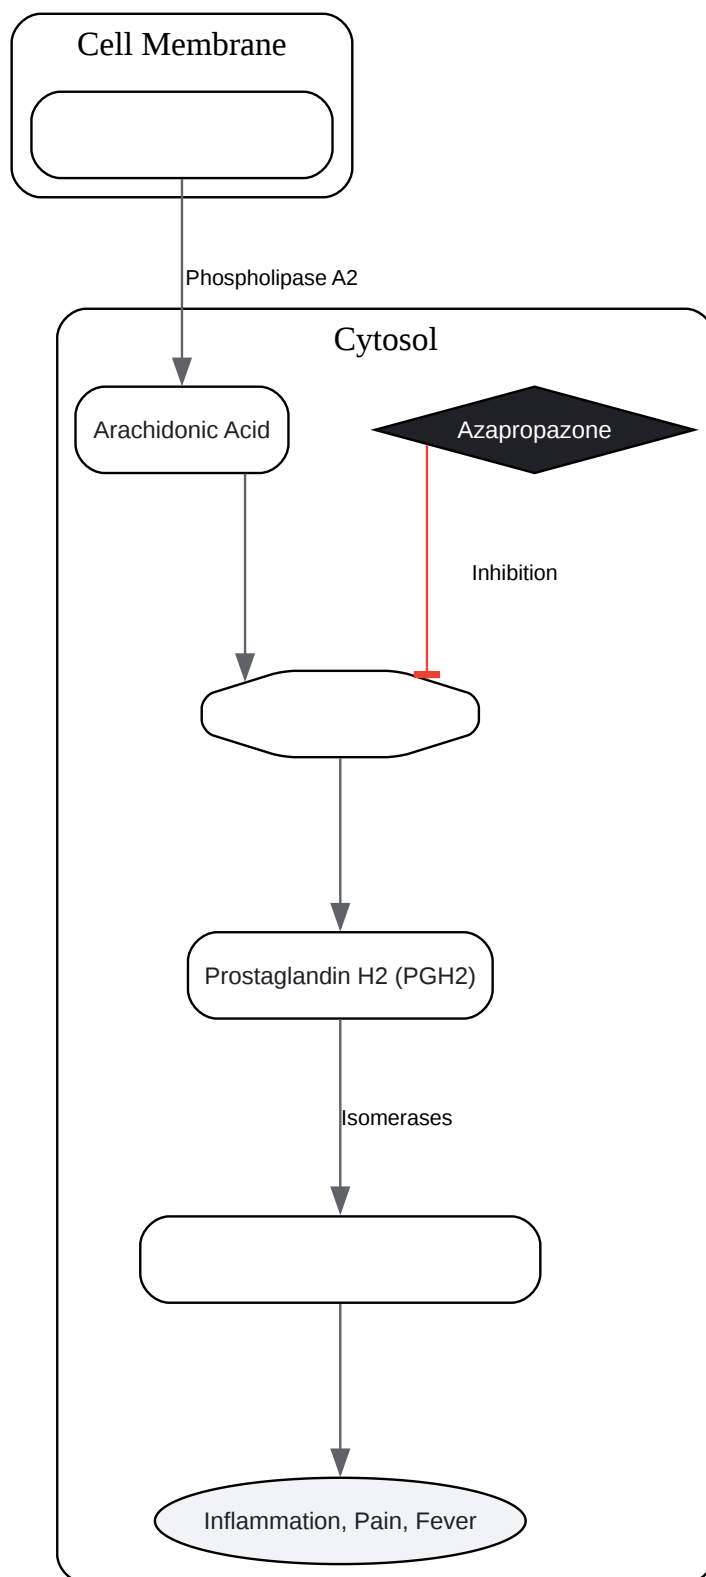 Cell Membrane
Phospholipase A2
Cytosol
Arachidonic Acid
Azapropazone
Inhibition
Prostaglandin H2 (PGH2)
Isomerases
Inflammation, Pain, Fever